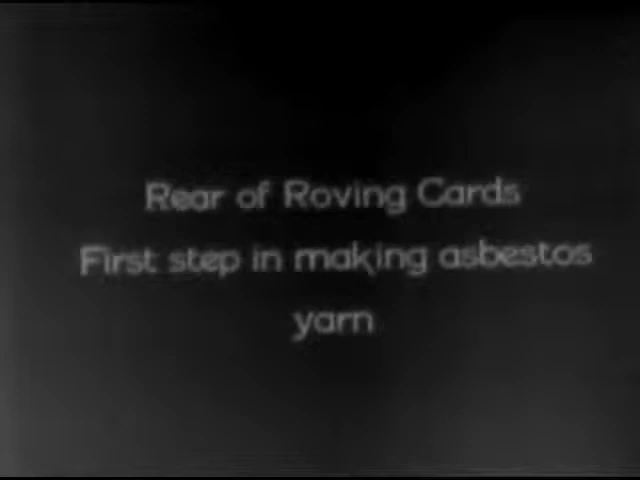 Rear of Roving Cards
First step in making asbestos
yarn